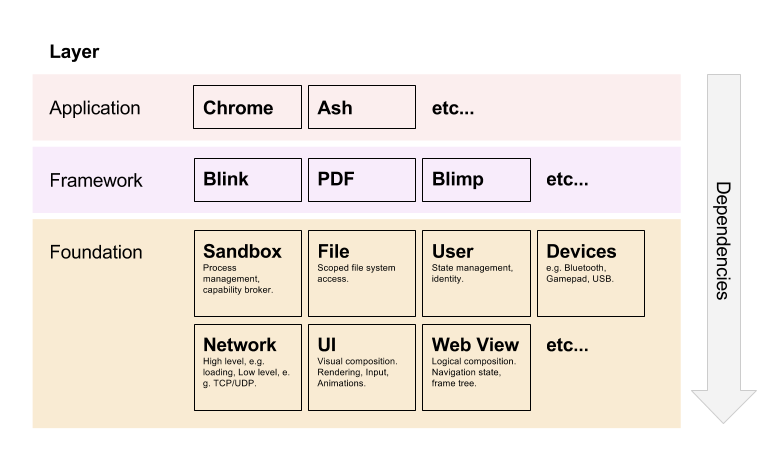 Layer
Application
Chrome
Ash
etc...
Framework
Blink
PDF
Blimp
etc...
Foundation
Sandbox
Process
management,
capability broker.
File
Scoped file system
access.
User
State management,
identity.
Devices
e.g. Bluetooth,
Gamepad, USB.
Network
High level, e.g.
loading, Low level, e.
g. TCP/UDP.
UI
Visual composition.
Rendering, Input,
Animations.
Web View
Logical composition.
Navigation state,
frame tree.
etc...
Dependencies